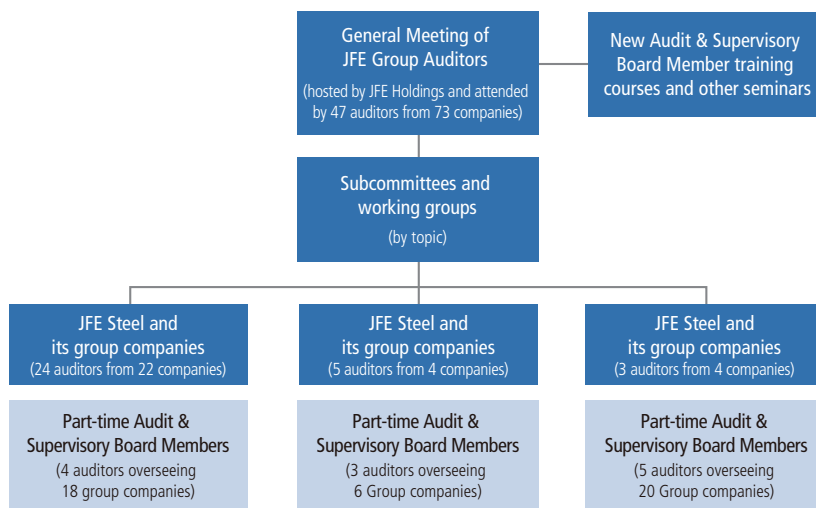 General Meeting of
JFE Group Auditors
(hosted by JFE Holdings and attended
by 47 auditors from 73 companies)
New Audit & Supervisory
Board Member training
courses and other seminars
Subcommittees and
working groups
(by topic)
JFE Steel and
its group companies
(24 auditors from 22 companies)
JFE Steel and
its group companies
(5 auditors from 4 companies)
JFE Steel and
its group companies
(3 auditors from 4 companies)
Part-time Audit &
Supervisory Board Members
(4 auditors overseeing
18 group companies)
Part-time Audit &
Supervisory Board Members
(3 auditors overseeing
6 Group companies)
Part-time Audit &
Supervisory Board Members
(5 auditors overseeing
20 Group companies)